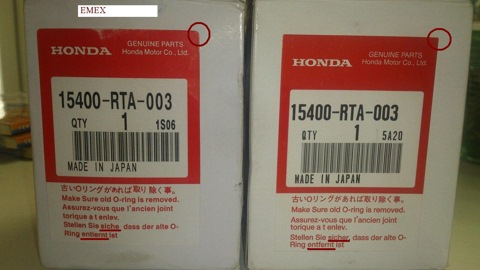 EMEX
HONDA
GENUINE PARTS
Honda Motor Co., Ltd.
15400-RTA-003
QTY 1 1S06
MADE IN JAPAN
古いOリングがあれば取り除く事。
Make Sure old O-ring is removed.
Assurez-vous que l'ancien joint
torique a t enlev.
Stellen Sie siche, dass der alte O-
Ring enternt ist
HONDA
GENUINE PARTS
Honda Motor Co., Ltd.
15400-RTA-003
QTY 1 5A20
MADE IN JAPAN
古いOリングがあれば取り除く事。
Make Sure old O-ring is removed.
Assurez-vous que l'ancien joint
torique a t enlev.
Stellen Sie sicher, dass der alte O-
Ring entfernt ist